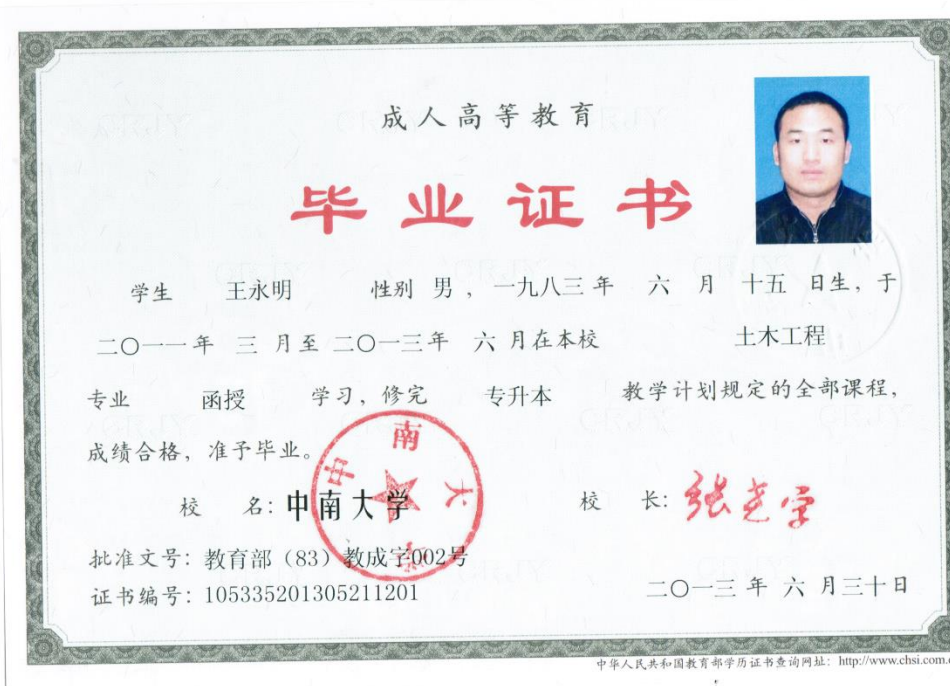 成人高等教育
毕业证书
学生 王永明 性别 男，一九八三年 六 月 十五 日生，于
二〇一一年 三 月至二〇一三年 六 月在本校 土木工程
专业 函授 学习，修完 专升本 教学计划规定的全部课程，
成绩合格，准予毕业。
校 名：中南大学 校 长：张尧学
批准文号：教育部（83）教成字002号
证书编号：105335201305211201 二〇一三年 六 月三十日
中南大学
中华人民共和国教育部学历证书查询网址：http://www.chsi.com.c